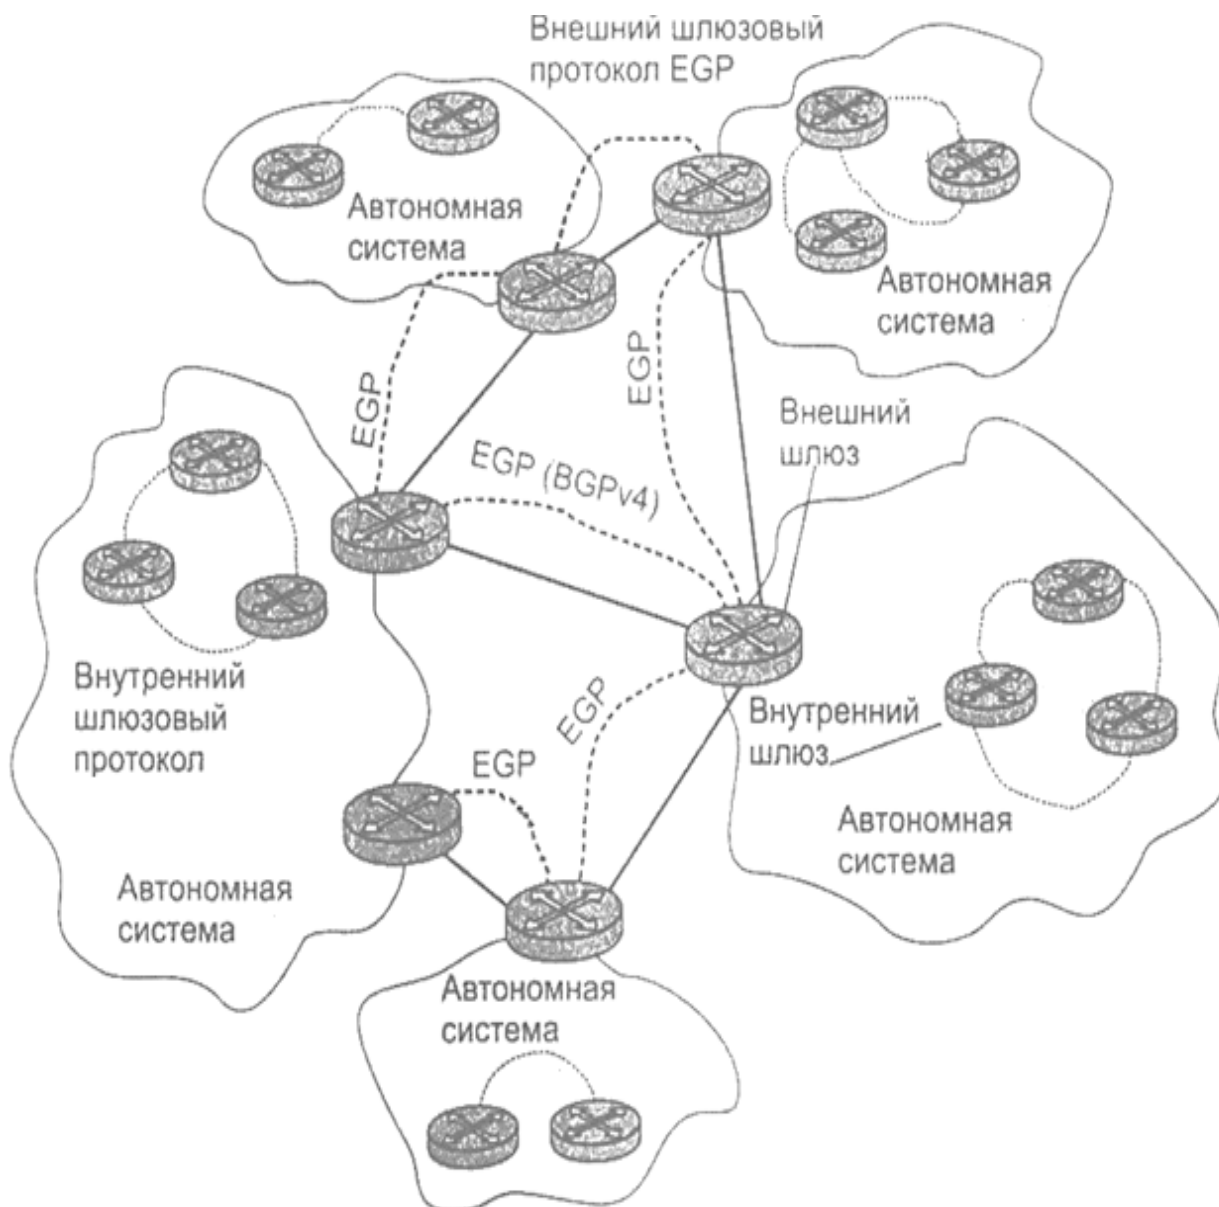 Внешний шлюзовый
протокол EGP
Автономная
система
Автономная
система
EGP
EGP
Внешний
шлюз
EGP (BGPv4)
Внутренний
шлюзовый
протокол
EGP
Внутренний
шлюз
EGP
Автономная
система
Автономная
система
Автономная
система